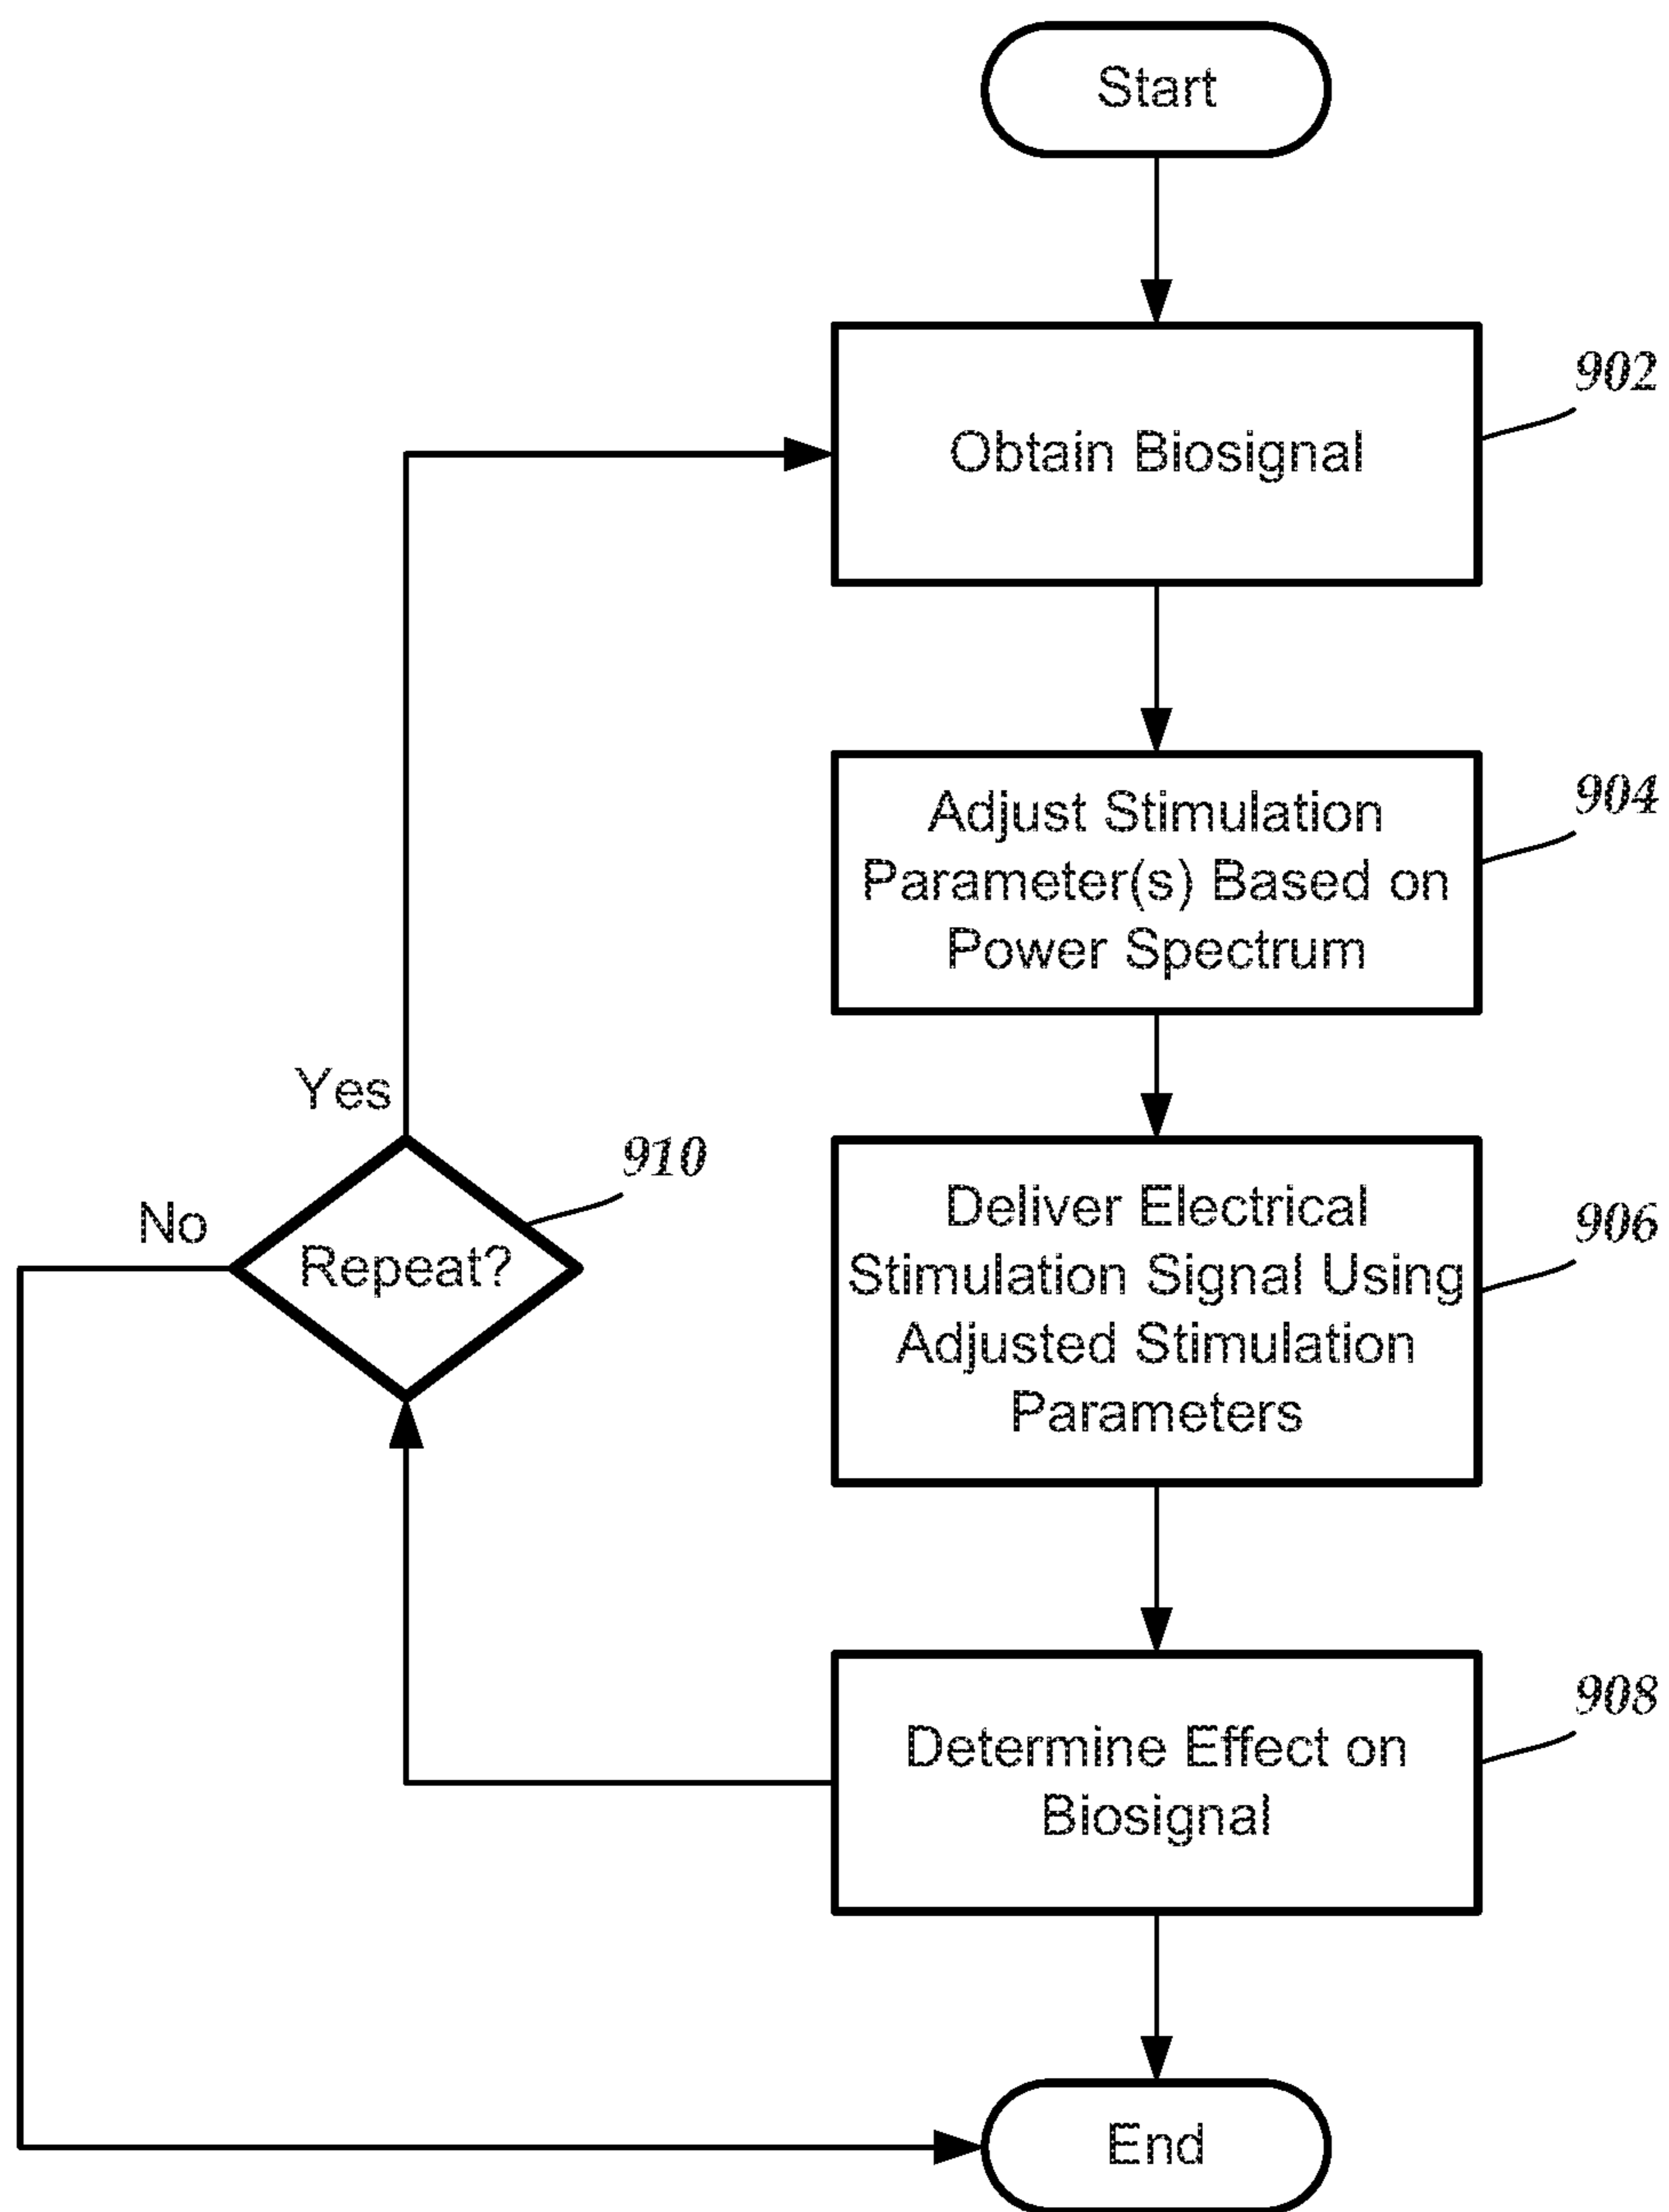 Start
902
Obtain Biosignal
904
Adjust Stimulation
Parameter(s) Based on
Power Spectrum
Yes
910
No
Repeat?
906
Deliver Electrical
Stimulation Signal Using
Adjusted Stimulation
Parameters
908
Determine Effect on
Biosignal
End